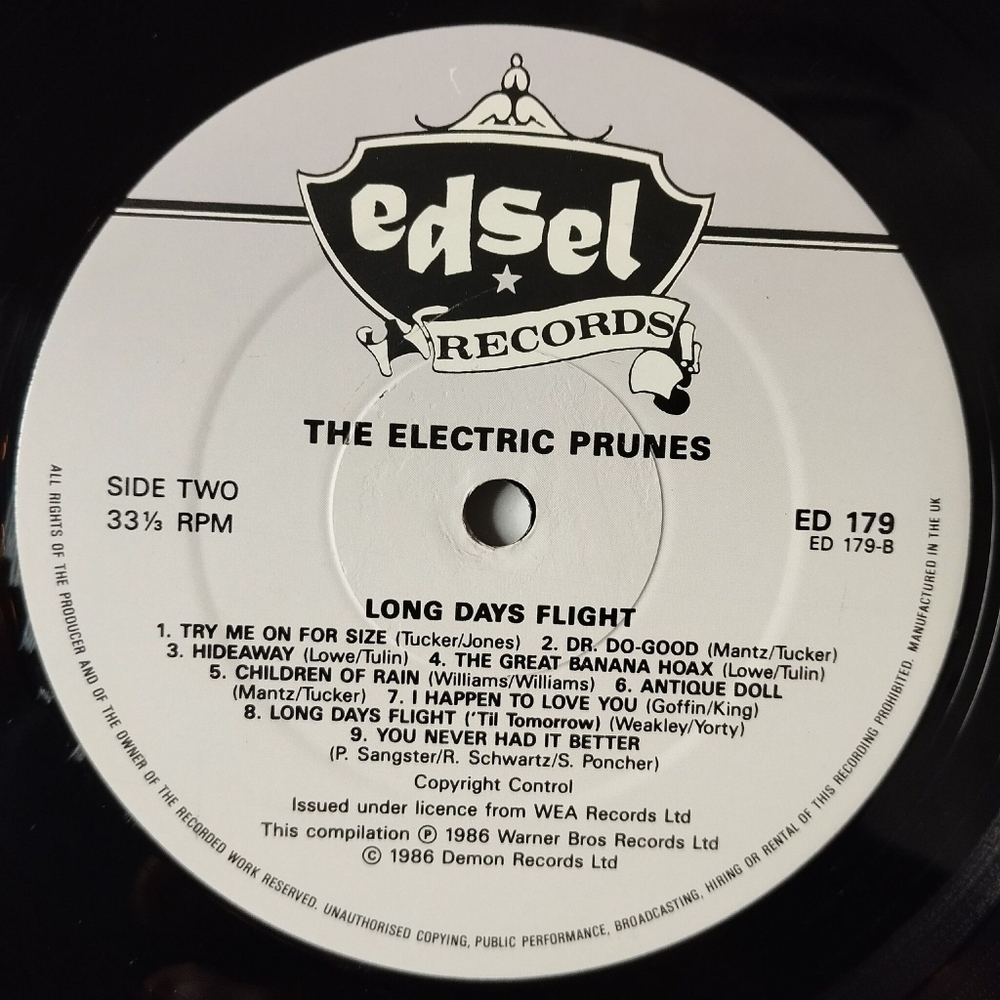 edsel
RECORDS
THE ELECTRIC PRUNES
SIDE TWO
33⅓ RPM
ED 179
ED 179-B
LONG DAYS FLIGHT
1. TRY ME ON FOR SIZE (Tucker/Jones) 2. DR. DO-GOOD (Mantz/Tucker)
3. HIDEAWAY (Lowe/Tulin) 4. THE GREAT BANANA HOAX (Lowe/Tulin)
5. CHILDREN OF RAIN (Williams/Williams) 6. ANTIQUE DOLL
(Mantz/Tucker) 7. I HAPPEN TO LOVE YOU (Goffin/King)
8. LONG DAYS FLIGHT ('Til Tomorrow) (Weakley/Yorty)
9. YOU NEVER HAD IT BETTER
(P. Sangster/R. Schwartz/S. Poncher)
Copyright Control
Issued under licence from WEA Records Ltd
This compilation ℗ 1986 Warner Bros Records Ltd
© 1986 Demon Records Ltd
ALL RIGHTS OF THE PRODUCER AND OF THE OWNER OF THE RECORDED WORK RESERVED. UNAUTHORISED COPYING, PUBLIC PERFORMANCE, BROADCASTING, HIRING OR RENTAL OF THIS RECORDING PROHIBITED. MANUFACTURED IN THE UK